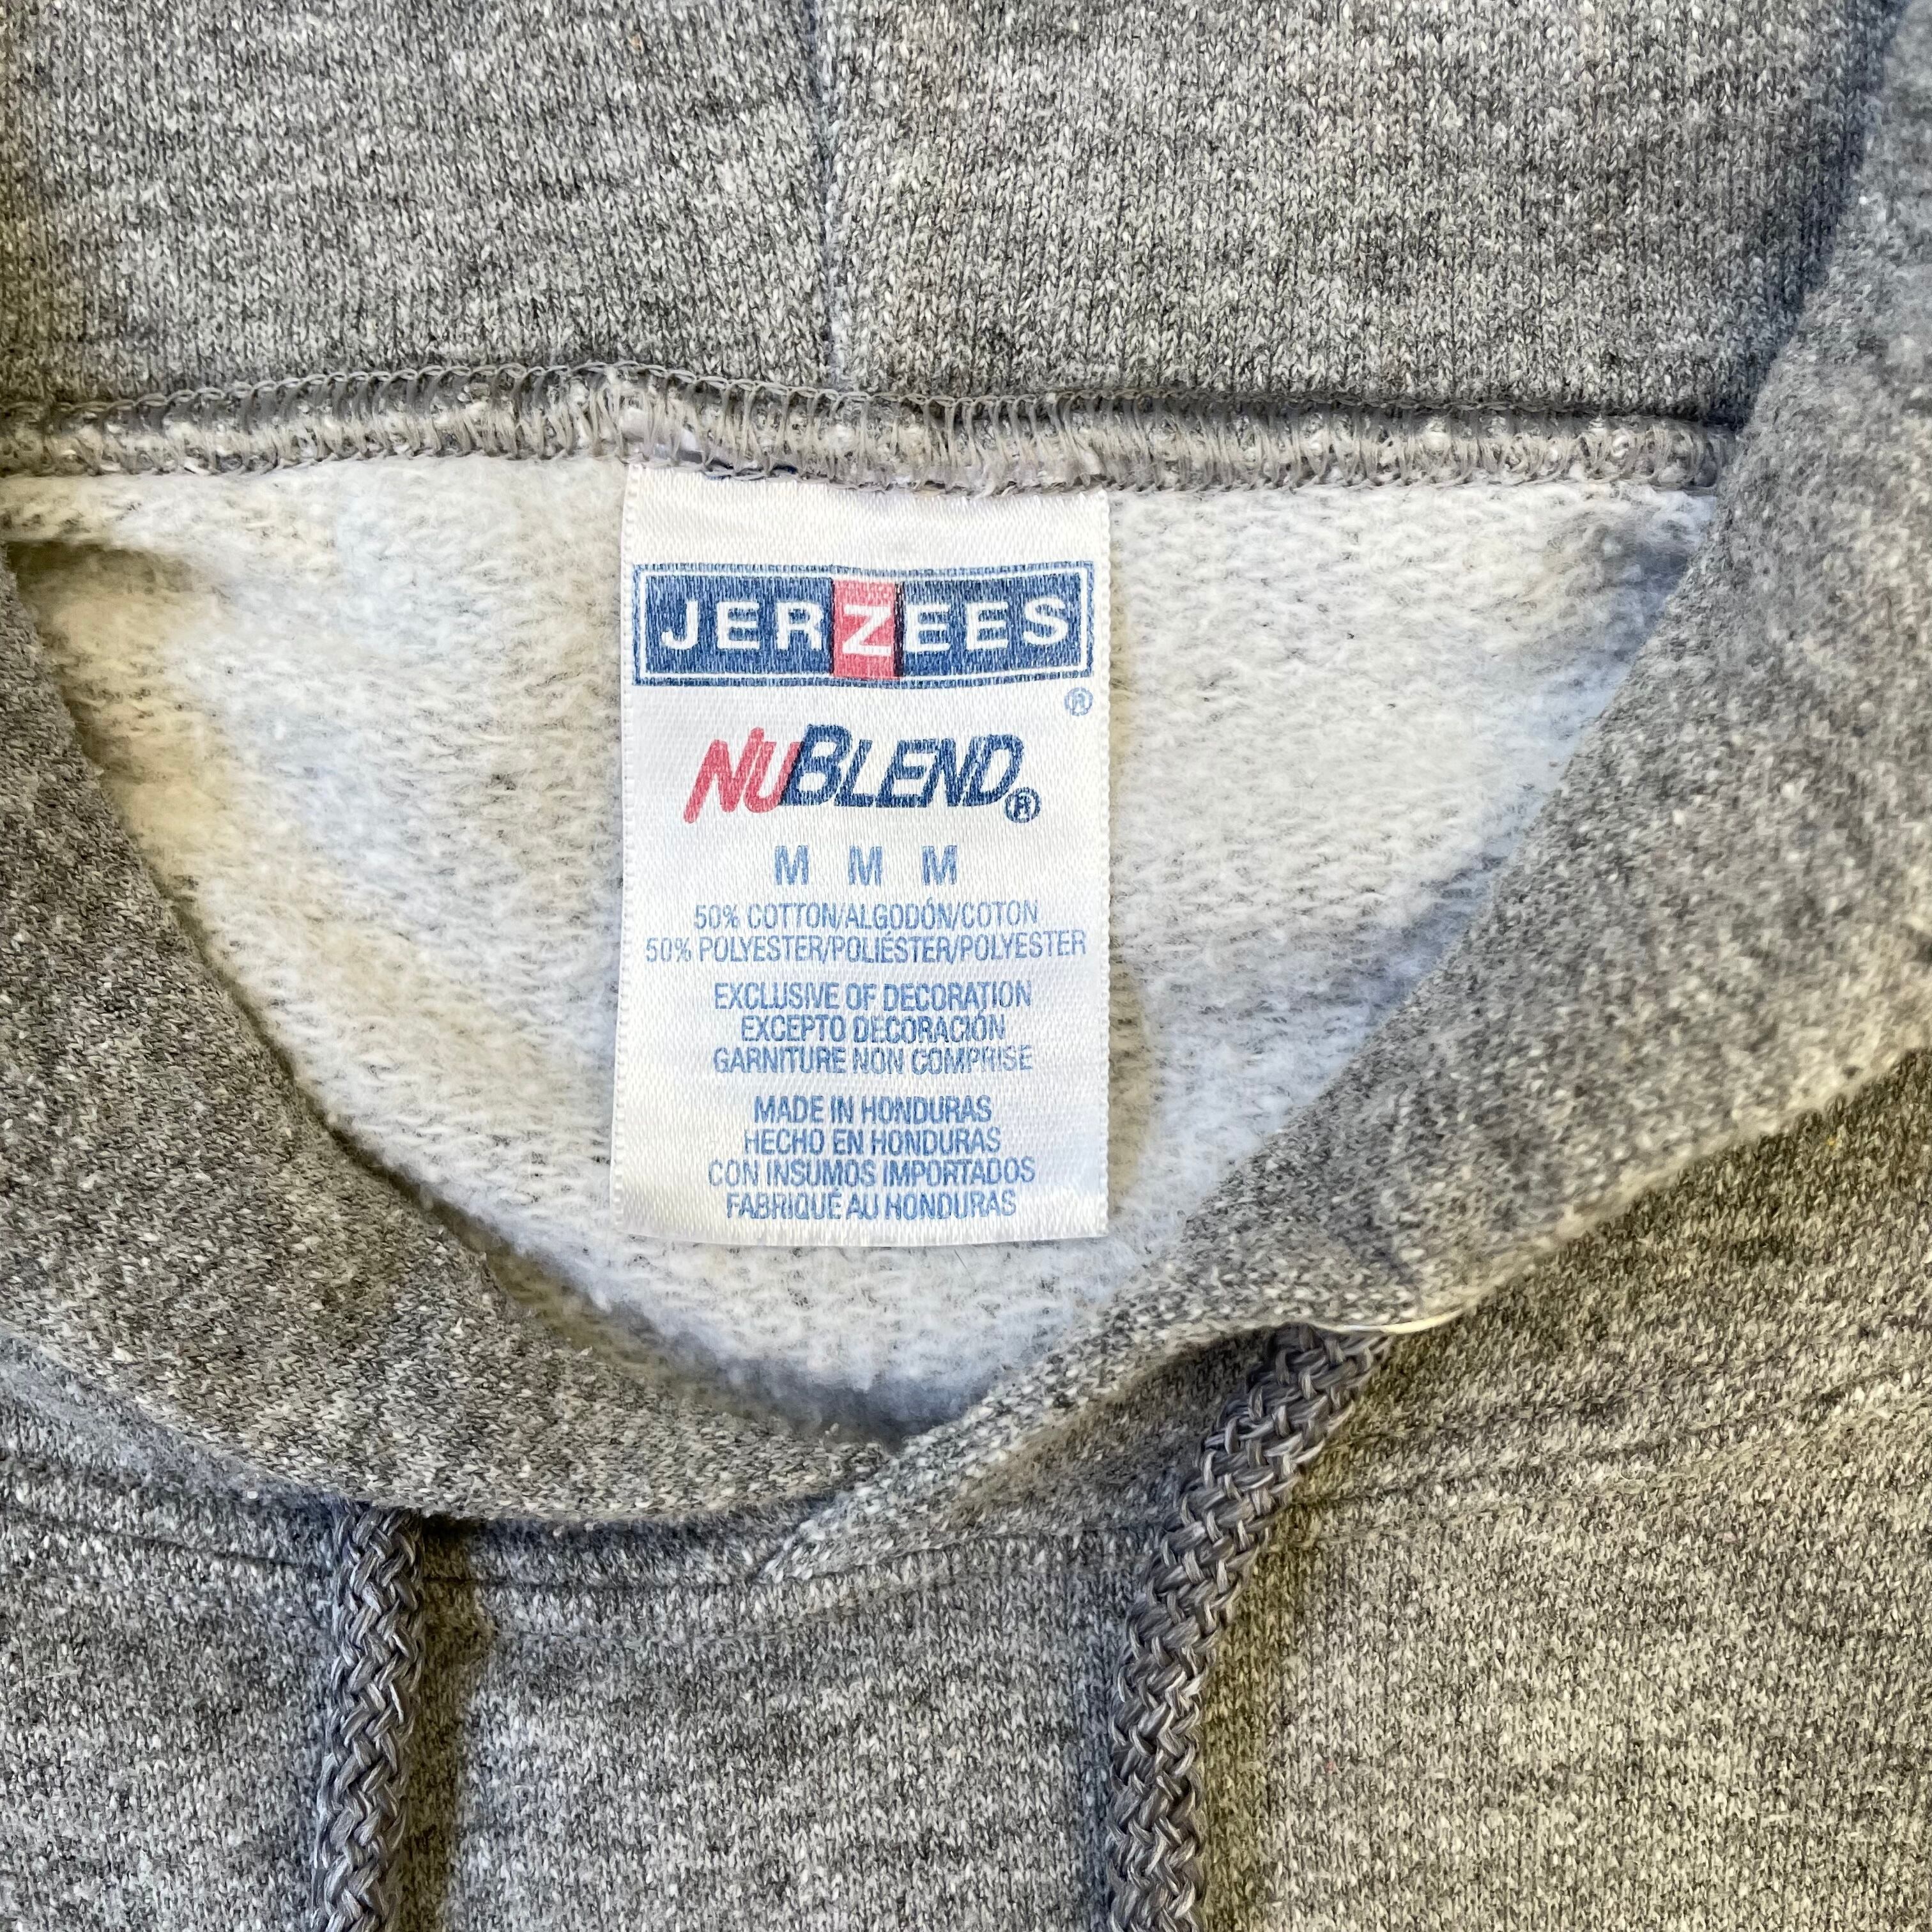 JERZEES
®
NUBLEND®
M M M
50% COTTON/ALGODÓN/COTON
50% POLYESTER/POLIÉSTER/POLYESTER
EXCLUSIVE OF DECORATION
EXCEPTO DECORACIÓN
GARNITURE NON COMPRISE
MADE IN HONDURAS
HECHO EN HONDURAS
CON INSUMOS IMPORTADOS
FABRIQUÉ AU HONDURAS